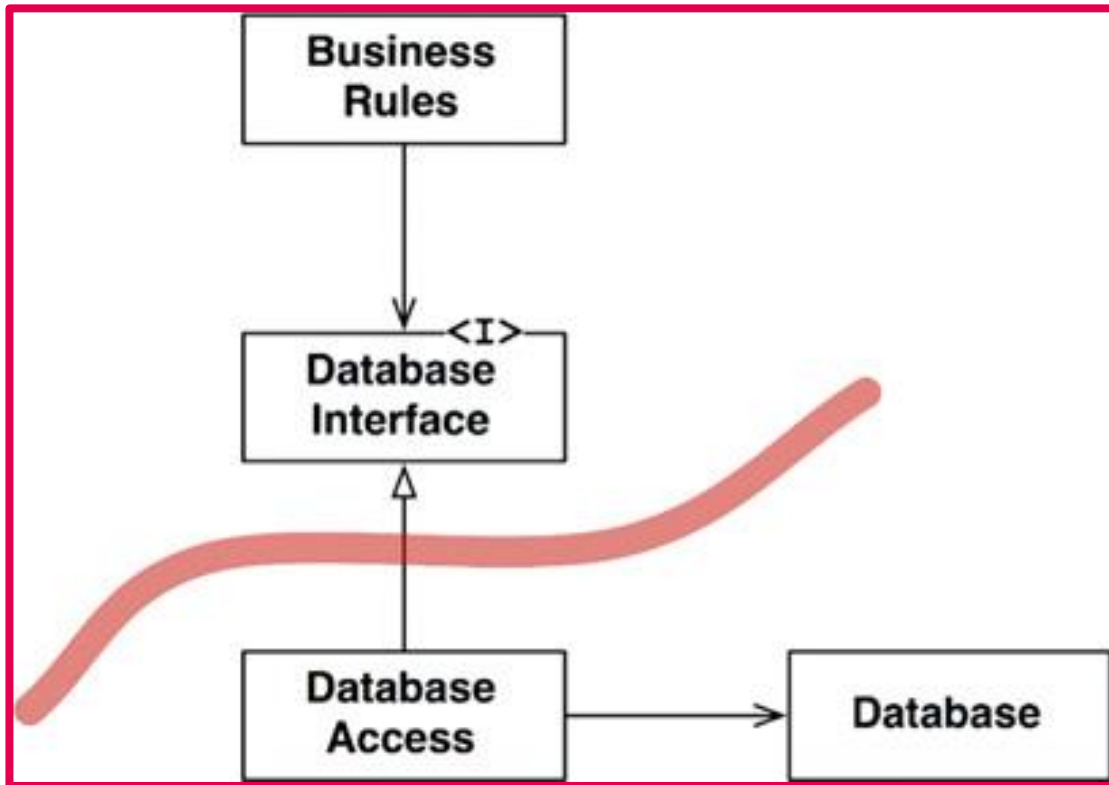 Business
Rules
<I>
Database
Interface
Database
Access
Database